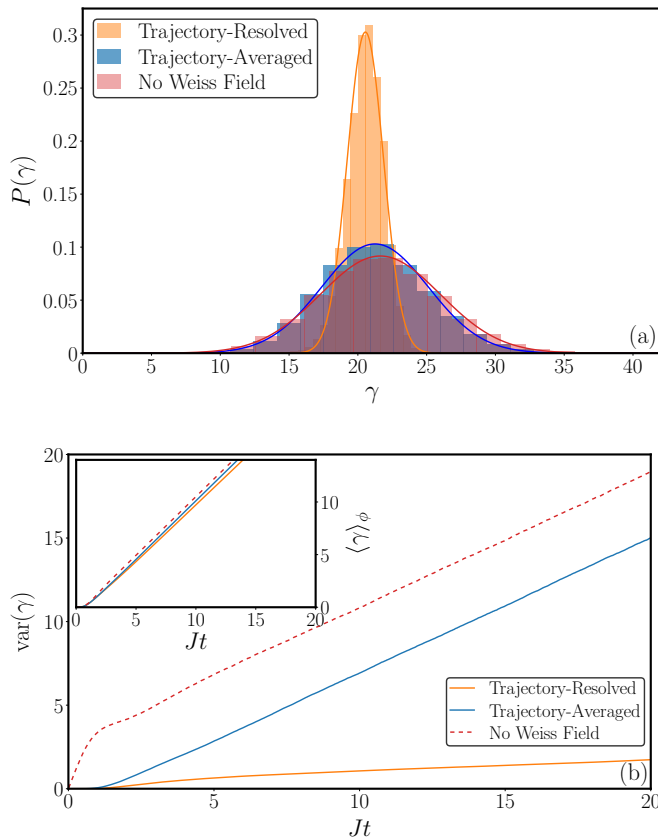 0.3
0.25
0.2
0.15
0.1
0.05
0
P(γ)
Trajectory-Resolved
Trajectory-Averaged
No Weiss Field
(a)
0 5 10 15 20 25 30 35 40
γ
20
15
10
5
0
var(γ)
10
5
0
⟨γ⟩ϕ
0 5 10 15 20
Jt
Trajectory-Resolved
Trajectory-Averaged
No Weiss Field
(b)
0 5 10 15 20
Jt